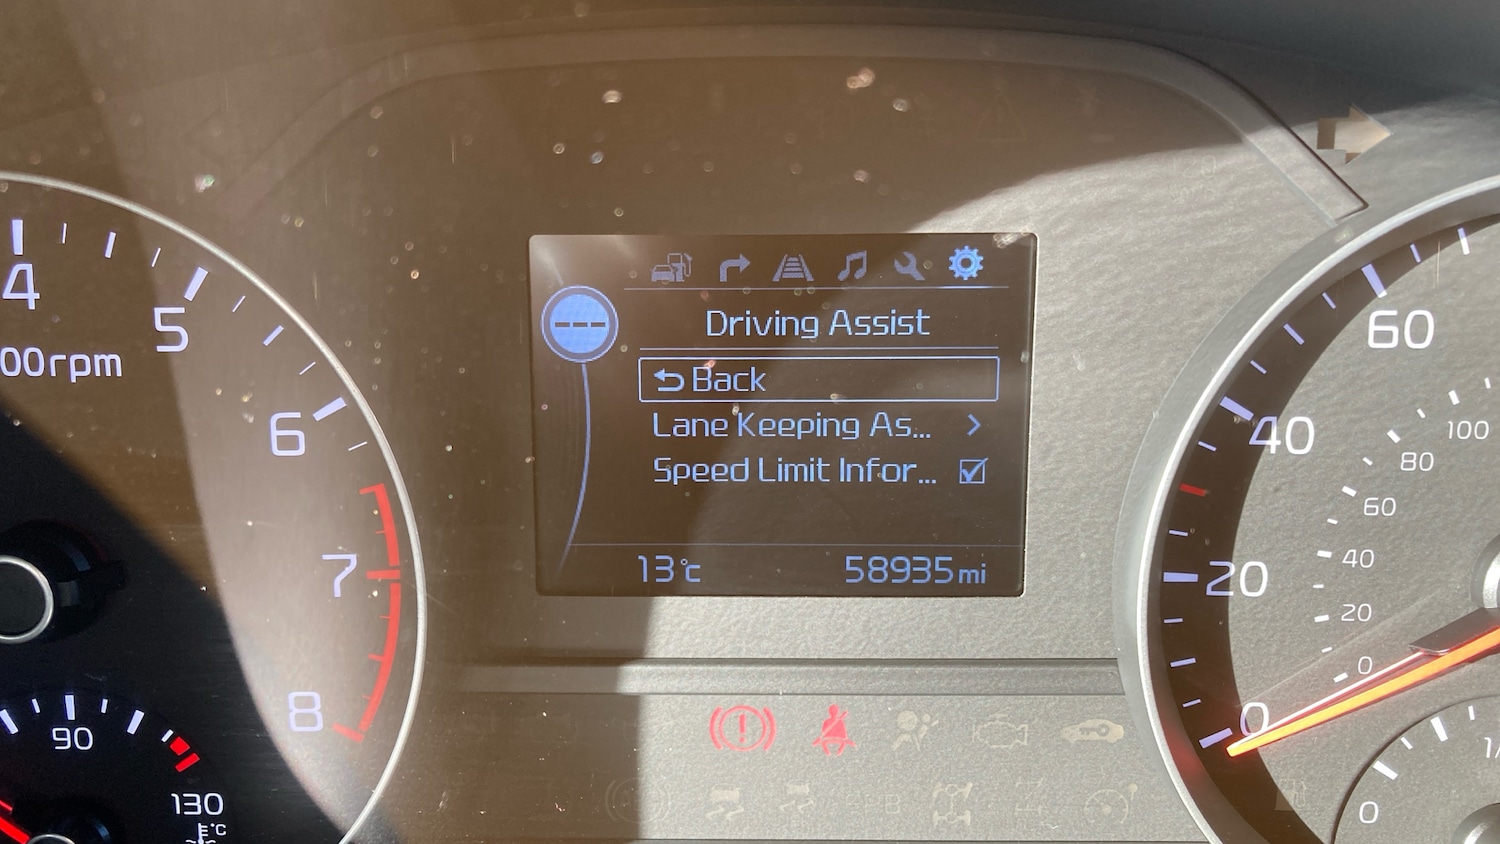 Driving Assist
Back
Lane Keeping As...
Speed Limit Infor...
13°C
58935mi
4
5
00rpm
6
7
8
90
130
°C
60
40
20
0
100
80
60
40
20
0
0
1/